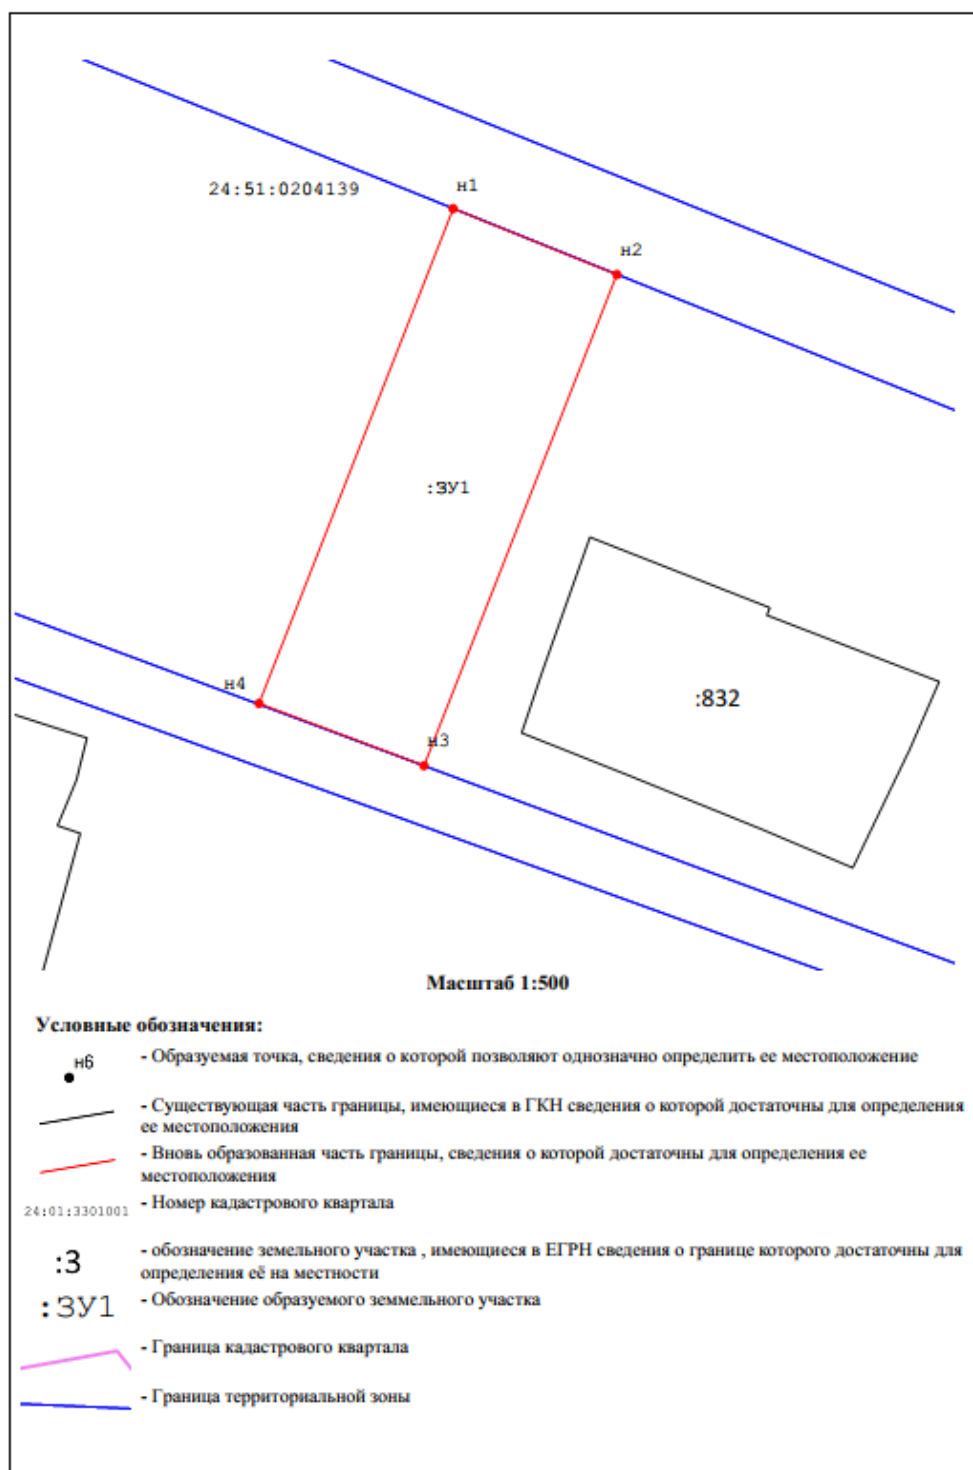 24:51:0204139
н1
н2
:ЗУ1
н4
:832
н3
Масштаб 1:500
Условные обозначения:
н6
- Образуемая точка, сведения о которой позволяют однозначно определить ее местоположение
- Существующая часть границы, имеющиеся в ГКН сведения о которой достаточны для определения
ее местоположения
- Вновь образованная часть границы, сведения о которой достаточны для определения ее
местоположения
24:01:3301001
- Номер кадастрового квартала
:3
- обозначение земельного участка , имеющиеся в ЕГРН сведения о границе которого достаточны для
определения её на местности
:ЗУ1
- Обозначение образуемого земмельного участка
- Граница кадастрового квартала
- Граница территориальной зоны